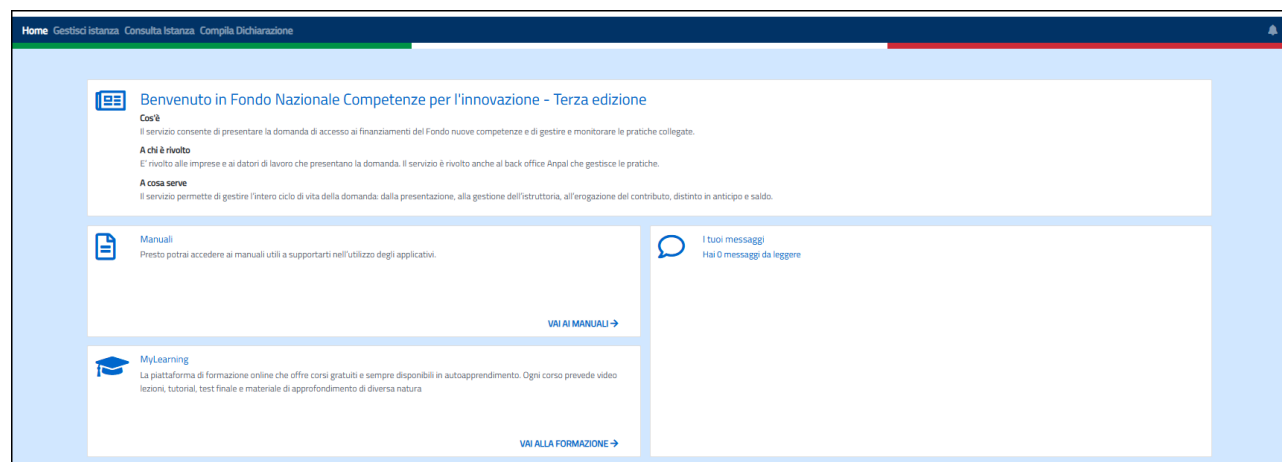 Home Gestisci istanza Consulta Istanza Compila Dichiarazione
Benvenuto in Fondo Nazionale Competenze per l'innovazione - Terza edizione
Cos'è
Il servizio consente di presentare la domanda di accesso ai finanziamenti del Fondo nuove competenze e di gestire e monitorare le pratiche collegate.
A chi è rivolto
E' rivolto alle imprese e ai datori di lavoro che presentano la domanda. Il servizio è rivolto anche al back office Anpal che gestisce le pratiche.
A cosa serve
Il servizio permette di gestire l'intero ciclo di vita della domanda: dalla presentazione, alla gestione dell'istruttoria, all'erogazione del contributo, distinto in anticipo e saldo.
Manuali
Presto potrai accedere ai manuali utili a supportarti nell'utilizzo degli applicativi.
VAI AI MANUALI →
I tuoi messaggi
Hai 0 messaggi da leggere
MyLearning
La piattaforma di formazione online che offre corsi gratuiti e sempre disponibili in autoapprendimento. Ogni corso prevede video
lezioni, tutorial, test finale e materiale di approfondimento di diversa natura
VAI ALLA FORMAZIONE →